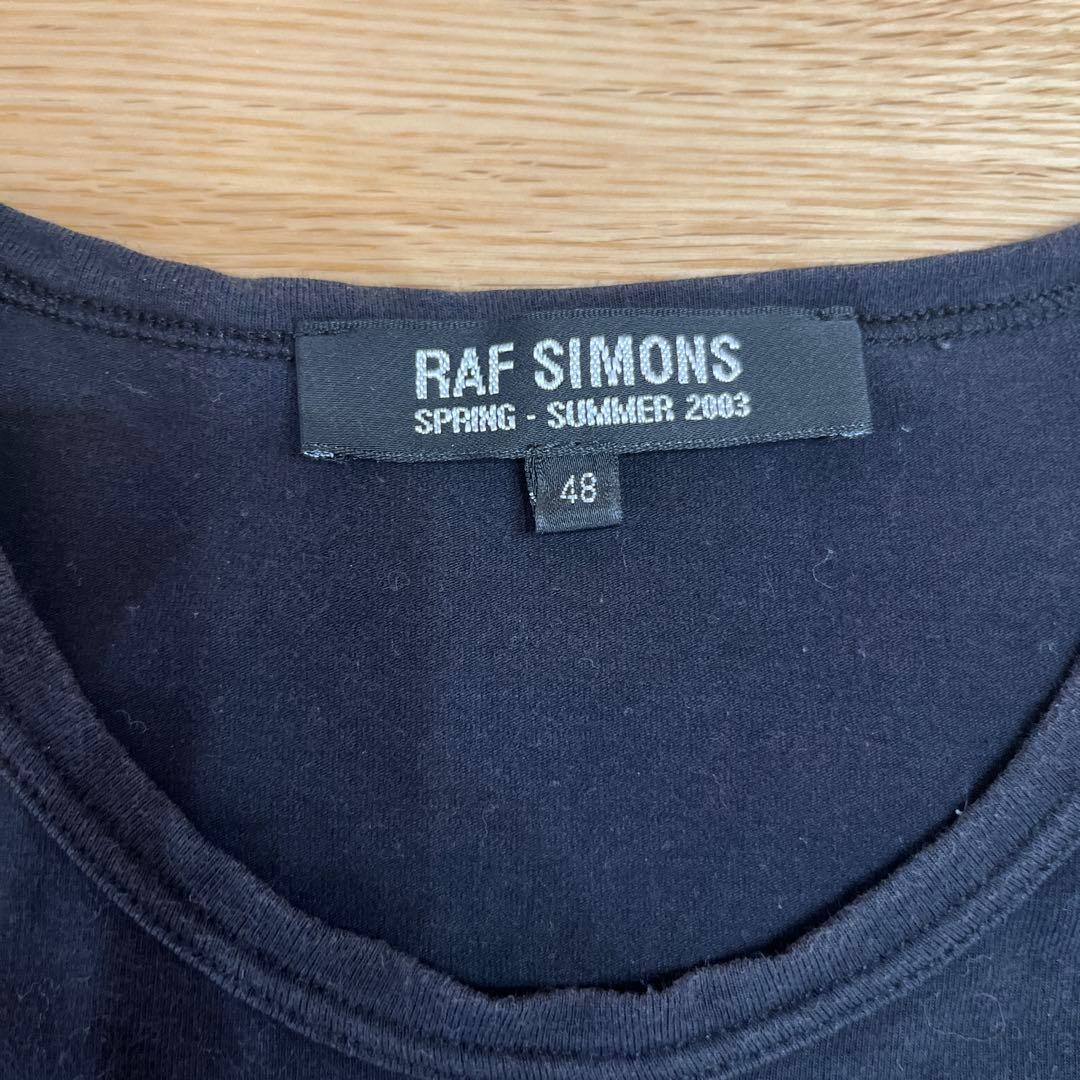 RAF SIMONS
SPRING - SUMMER 2003
48